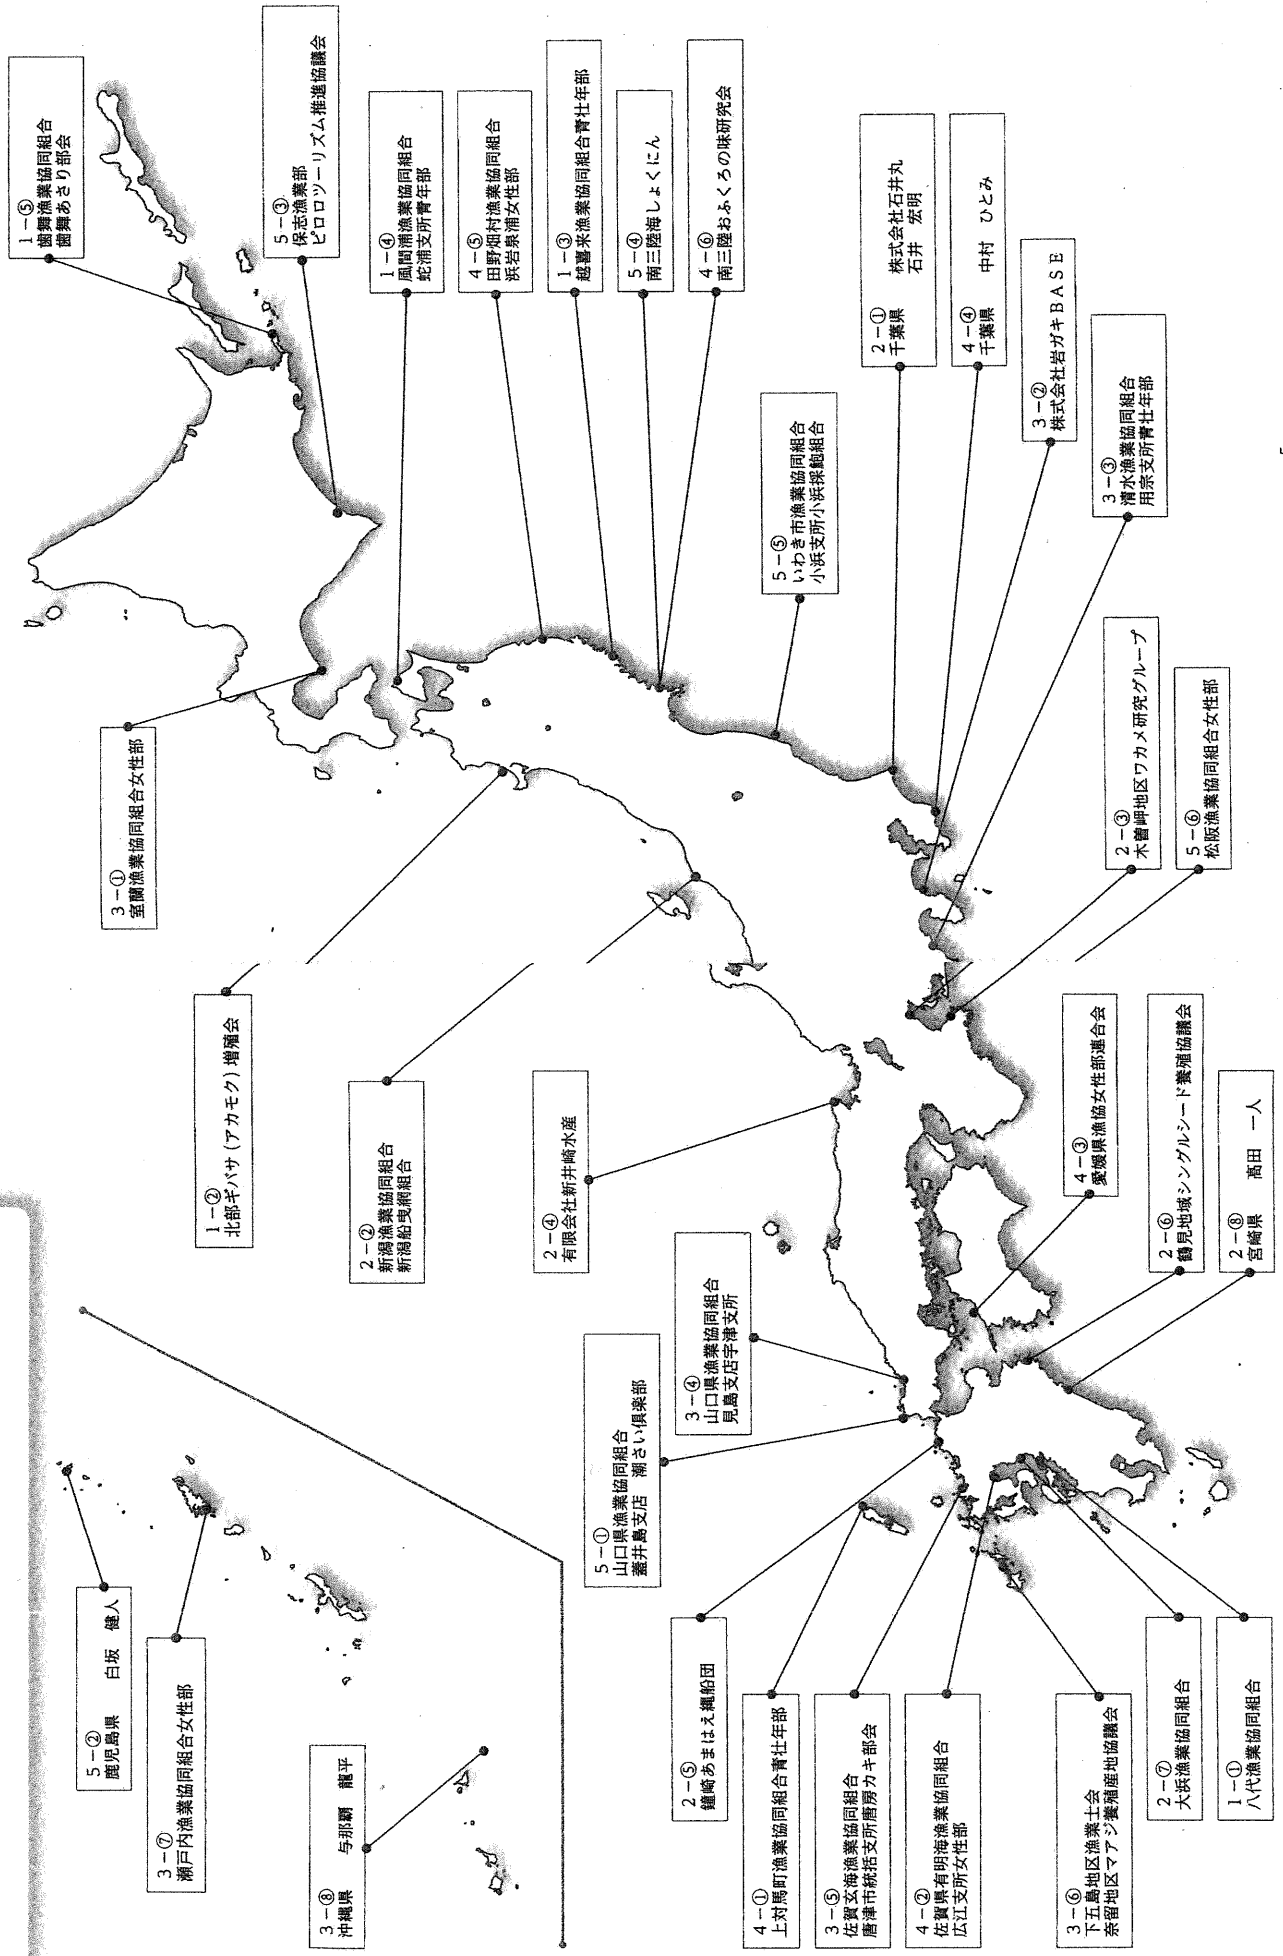 1－⑤
歯舞漁業協同組合
歯舞あさり部会
5－③
保志漁業部
ピロロツーリズム推進協議会
1－④
風間浦漁業協同組合
蛇浦支所青年部
4－⑤
田野畑村漁業協同組合
浜岩泉浦女性部
1－③
越喜来漁業協同組合青壮年部
5－④
南三陸海しょくにん
4－⑥
南三陸おふくろの味研究会
5－⑤
いわき市漁業協同組合
小浜支所小浜採鮑組合
2－①
千葉県　株式会社石井丸
石井　宏明
4－④
千葉県　中村　ひとみ
3－②
株式会社岩ガキＢＡＳＥ
3－③
清水漁業協同組合
用宗支所青壮年部
2－③
木曽岬地区ワカメ研究グループ
5－⑥
松阪漁業協同組合女性部
3－①
室蘭漁業協同組合女性部
1－②
北部ギバサ（アカモク）増殖会
2－②
新潟漁業協同組合
新潟船曳網組合
2－④
有限会社新井崎水産
3－④
山口県漁業協同組合
見島支店宇津支所
5－①
山口県漁業協同組合
蓋井島支店　潮さい倶楽部
4－③
愛媛県漁協女性部連合会
2－⑥
鶴見地域シングルシード養殖協議会
2－⑧
宮崎県　髙田　一人
5－②
鹿児島県　白坂　健人
3－⑦
瀬戸内漁業協同組合女性部
3－⑧
沖縄県　与那覇　龍平
2－⑤
鐘崎あまはえ縄船団
4－①
上対馬町漁業協同組合青壮年部
3－⑤
佐賀玄海漁業協同組合
唐津市統括支所唐房カキ部会
4－②
佐賀県有明海漁業協同組合
広江支所女性部
3－⑥
下五島地区漁業士会
奈留地区マアジ養殖産地協議会
2－⑦
大浜漁業協同組合
1－①
八代漁業協同組合